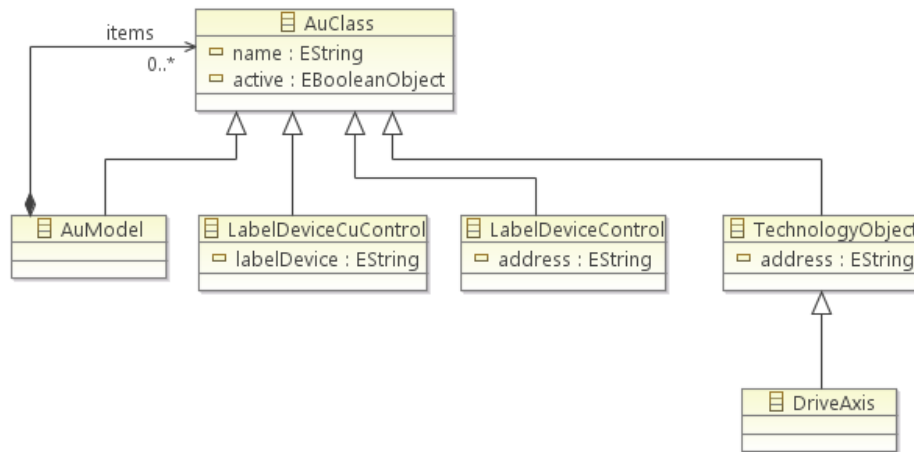 AuClass
items
name : EString
0..*
active : EBooleanObject
AuModel
LabelDeviceCuControl
LabelDeviceControl
TechnologyObject
labelDevice : EString
address : EString
address : EString
DriveAxis